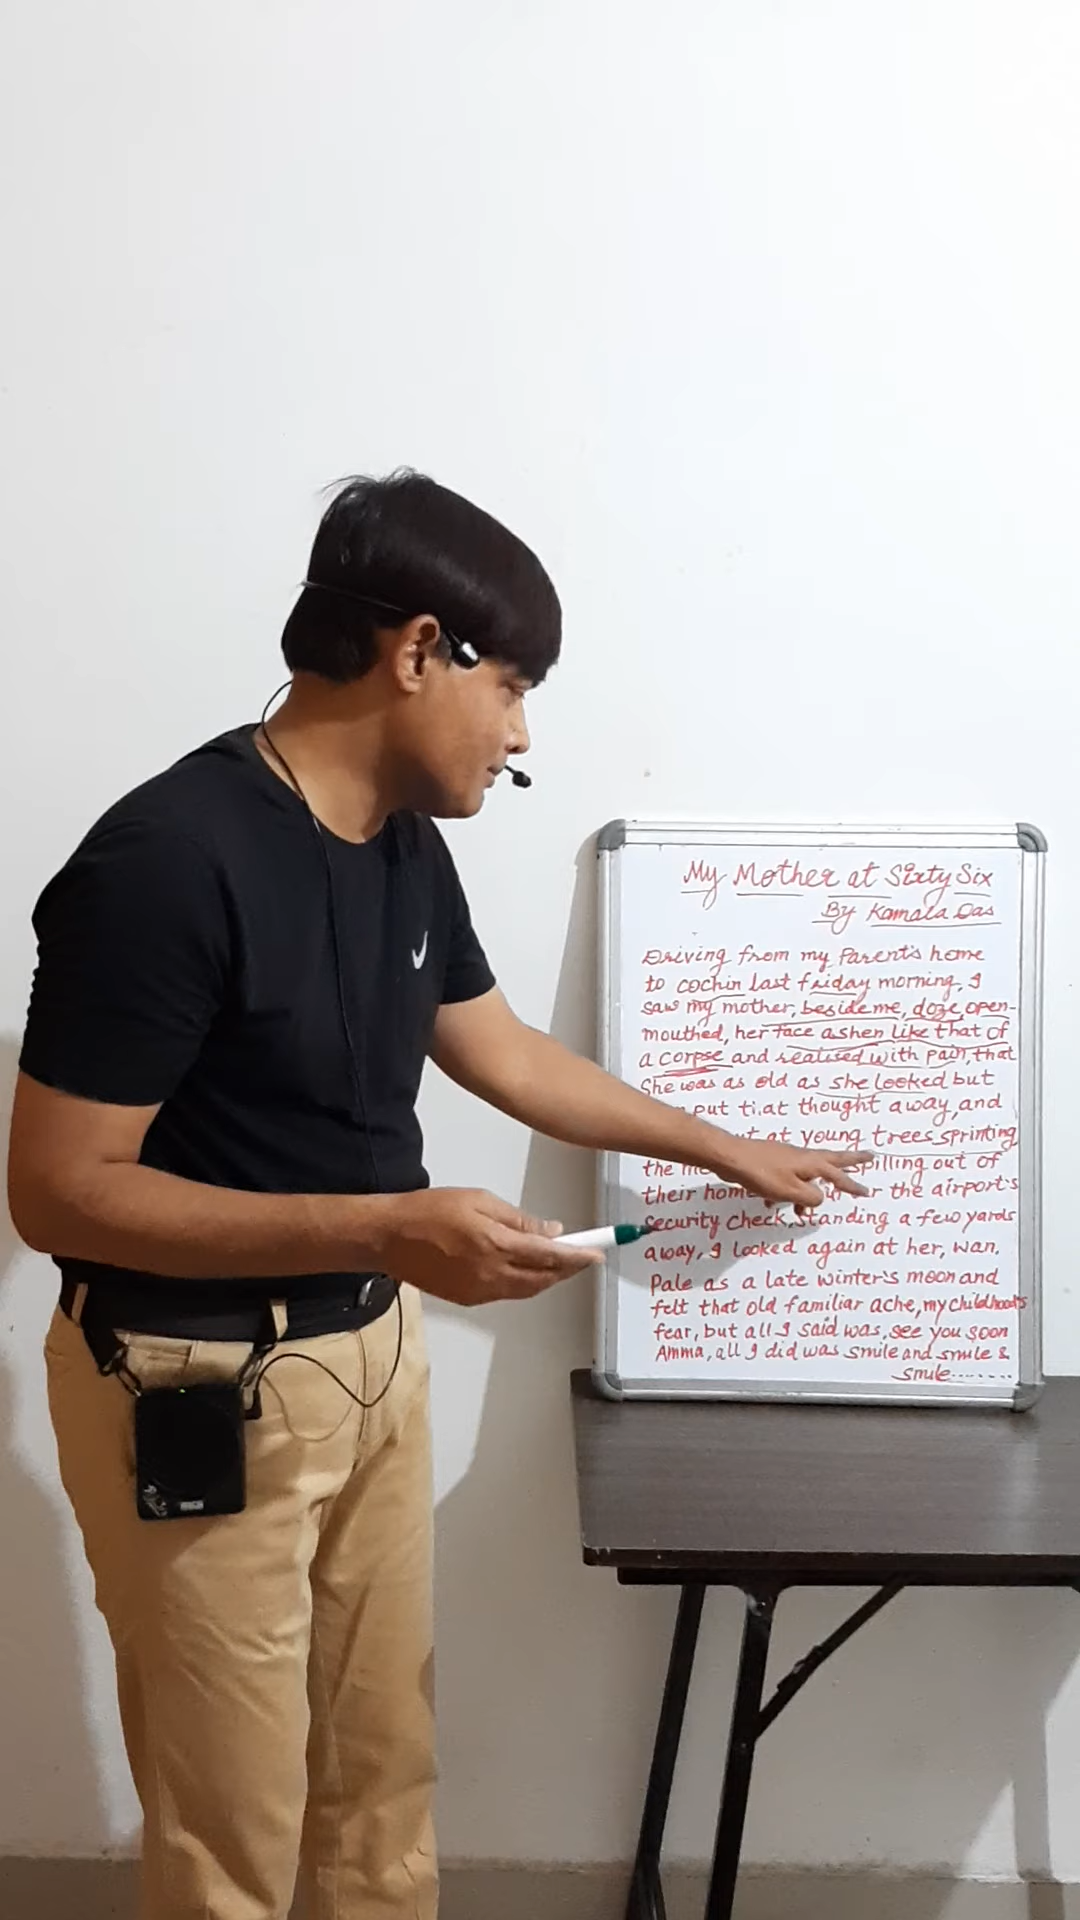 My Mother at Sixty Six
By Kamala Das
Driving from my Parent's home
to cochin last friday morning, I
saw my mother, beside me, doze, open-
mouthed, her face ashen like that of
a corpse and realised with pain, that
She was as old as she looked but
put that thought away, and
at young trees sprinting,
the spilling out of
their the airport's
Security check, standing a few yards
away, I looked again at her, wan,
Pale as a late winter's moon and
felt that old familiar ache, my childhood's
fear, but all I said was, see you soon
Amma, all I did was smile and smile &
smile........